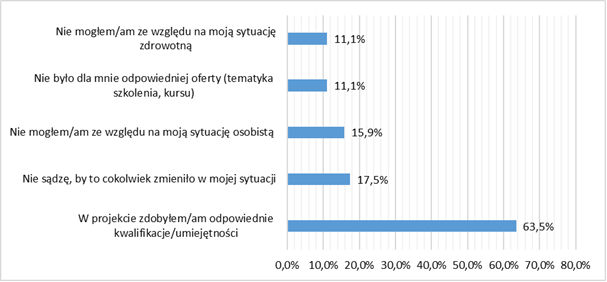 Nie mogłem/am ze względu na moją sytuację
zdrowotną
11,1%
Nie było dla mnie odpowiedniej oferty (tematyka
szkolenia, kursu)
11,1%
Nie mogłem/am ze względu na moją sytuację osobistą
15,9%
Nie sądzę, by to cokolwiek zmieniło w mojej sytuacji
17,5%
W projekcie zdobyłem/am odpowiednie
kwalifikacje/umiejętności
63,5%
0,0% 10,0% 20,0% 30,0% 40,0% 50,0% 60,0% 70,0% 80,0%